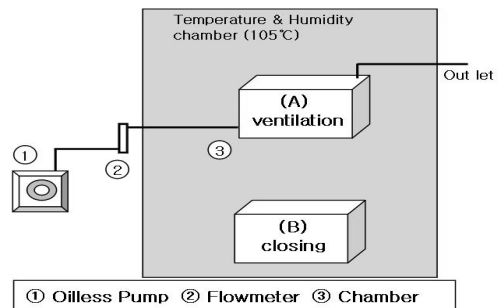 Temperature & Humidity
chamber (105℃)
Out let
(A)
ventilation
①
②
③
(B)
closing
① Oilless Pump ② Flowmeter ③ Chamber